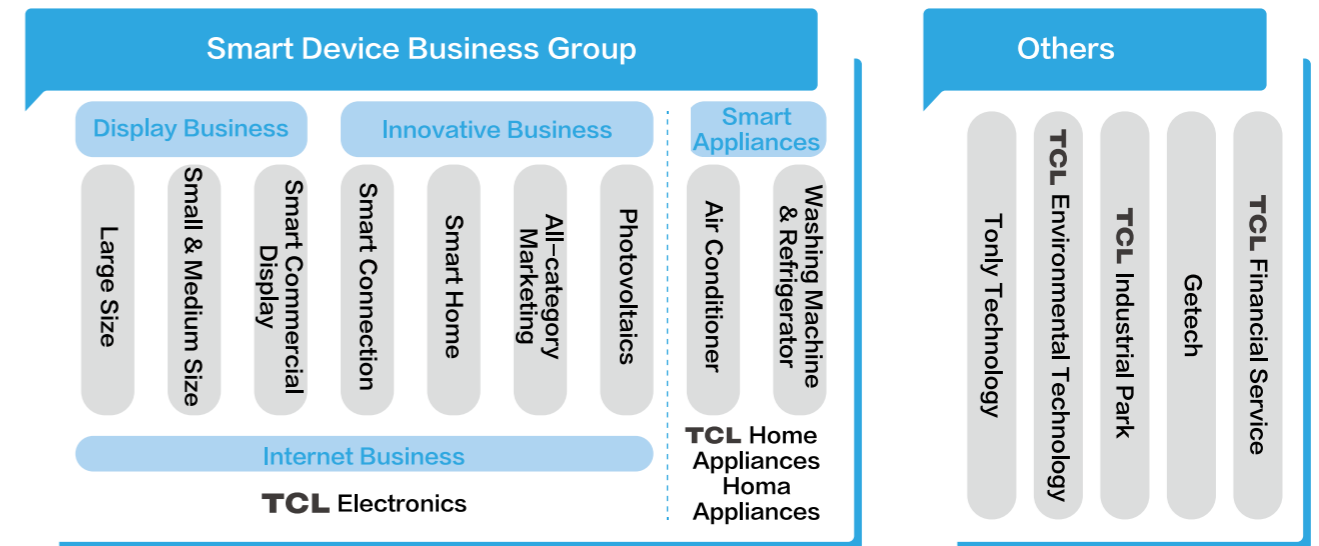 Smart Device Business Group
Display Business
Innovative Business
Smart
Appliances
Large Size
Small & Medium Size
Smart Commercial
Display
Smart Connection
Smart Home
All-category
Marketing
Photovoltaics
Air Conditioner
Washing Machine
& Refrigerator
Internet Business
TCL Electronics
TCL Home
Appliances
Homa
Appliances
Others
Tonly Technology
TCL Environmental Technology
TCL Industrial Park
Getech
TCL Financial Service